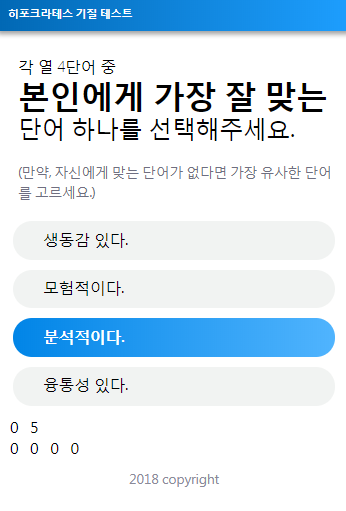 히포크라테스 기질 테스트
각 열 4단어 중
본인에게 가장 잘 맞는
단어 하나를 선택해주세요.
(만약, 자신에게 맞는 단어가 없다면 가장 유사한 단어
를 고르세요.)
생동감 있다.
모험적이다.
분석적이다.
융통성 있다.
0 5
0 0 0 0
2018 copyright